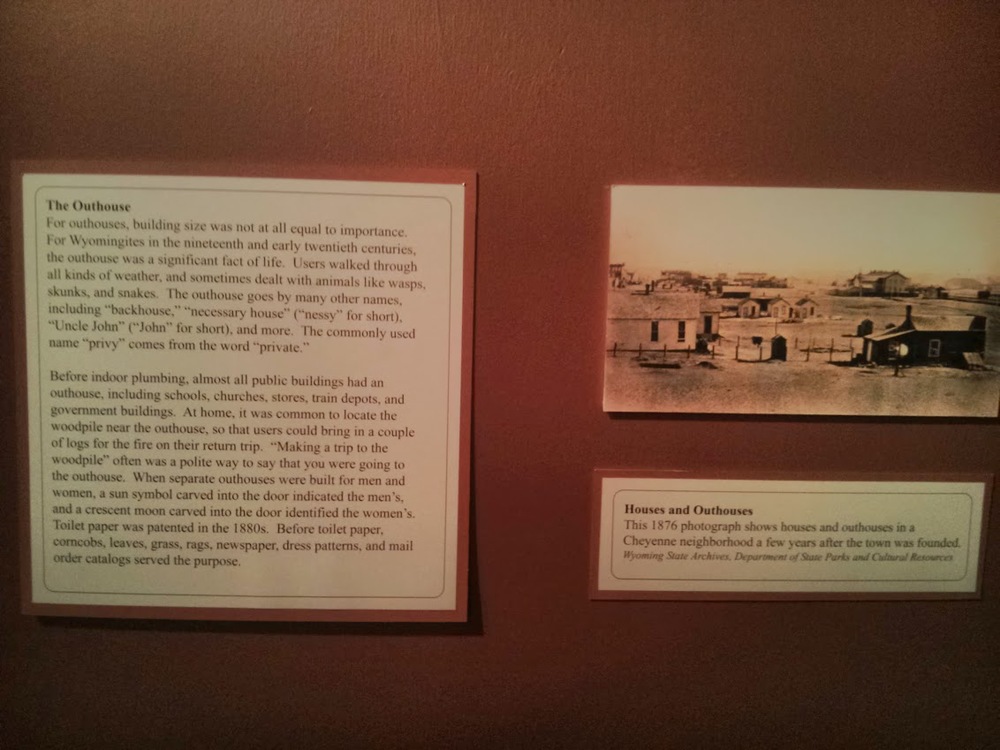 The Outhouse
For outhouses, building size was not at all equal to importance.
For Wyomingites in the nineteenth and early twentieth centuries,
the outhouse was a significant fact of life. Users walked through
all kinds of weather, and sometimes dealt with animals like wasps,
skunks, and snakes. The outhouse goes by many other names,
including “backhouse,” “necessary house” (“nessy” for short),
“Uncle John” (“John” for short), and more. The commonly used
name “privy” comes from the word “private.”
Before indoor plumbing, almost all public buildings had an
outhouse, including schools, churches, stores, train depots, and
government buildings. At home, it was common to locate the
woodpile near the outhouse, so that users could bring in a couple
of logs for the fire on their return trip. “Making a trip to the
woodpile” often was a polite way to say that you were going to
the outhouse. When separate outhouses were built for men and
women, a sun symbol carved into the door indicated the men’s,
and a crescent moon carved into the door identified the women’s.
Toilet paper was patented in the 1880s. Before toilet paper,
corncobs, leaves, grass, rags, newspaper, dress patterns, and mail
order catalogs served the purpose.
Houses and Outhouses
This 1876 photograph shows houses and outhouses in a
Cheyenne neighborhood a few years after the town was founded.
Wyoming State Archives, Department of State Parks and Cultural Resources